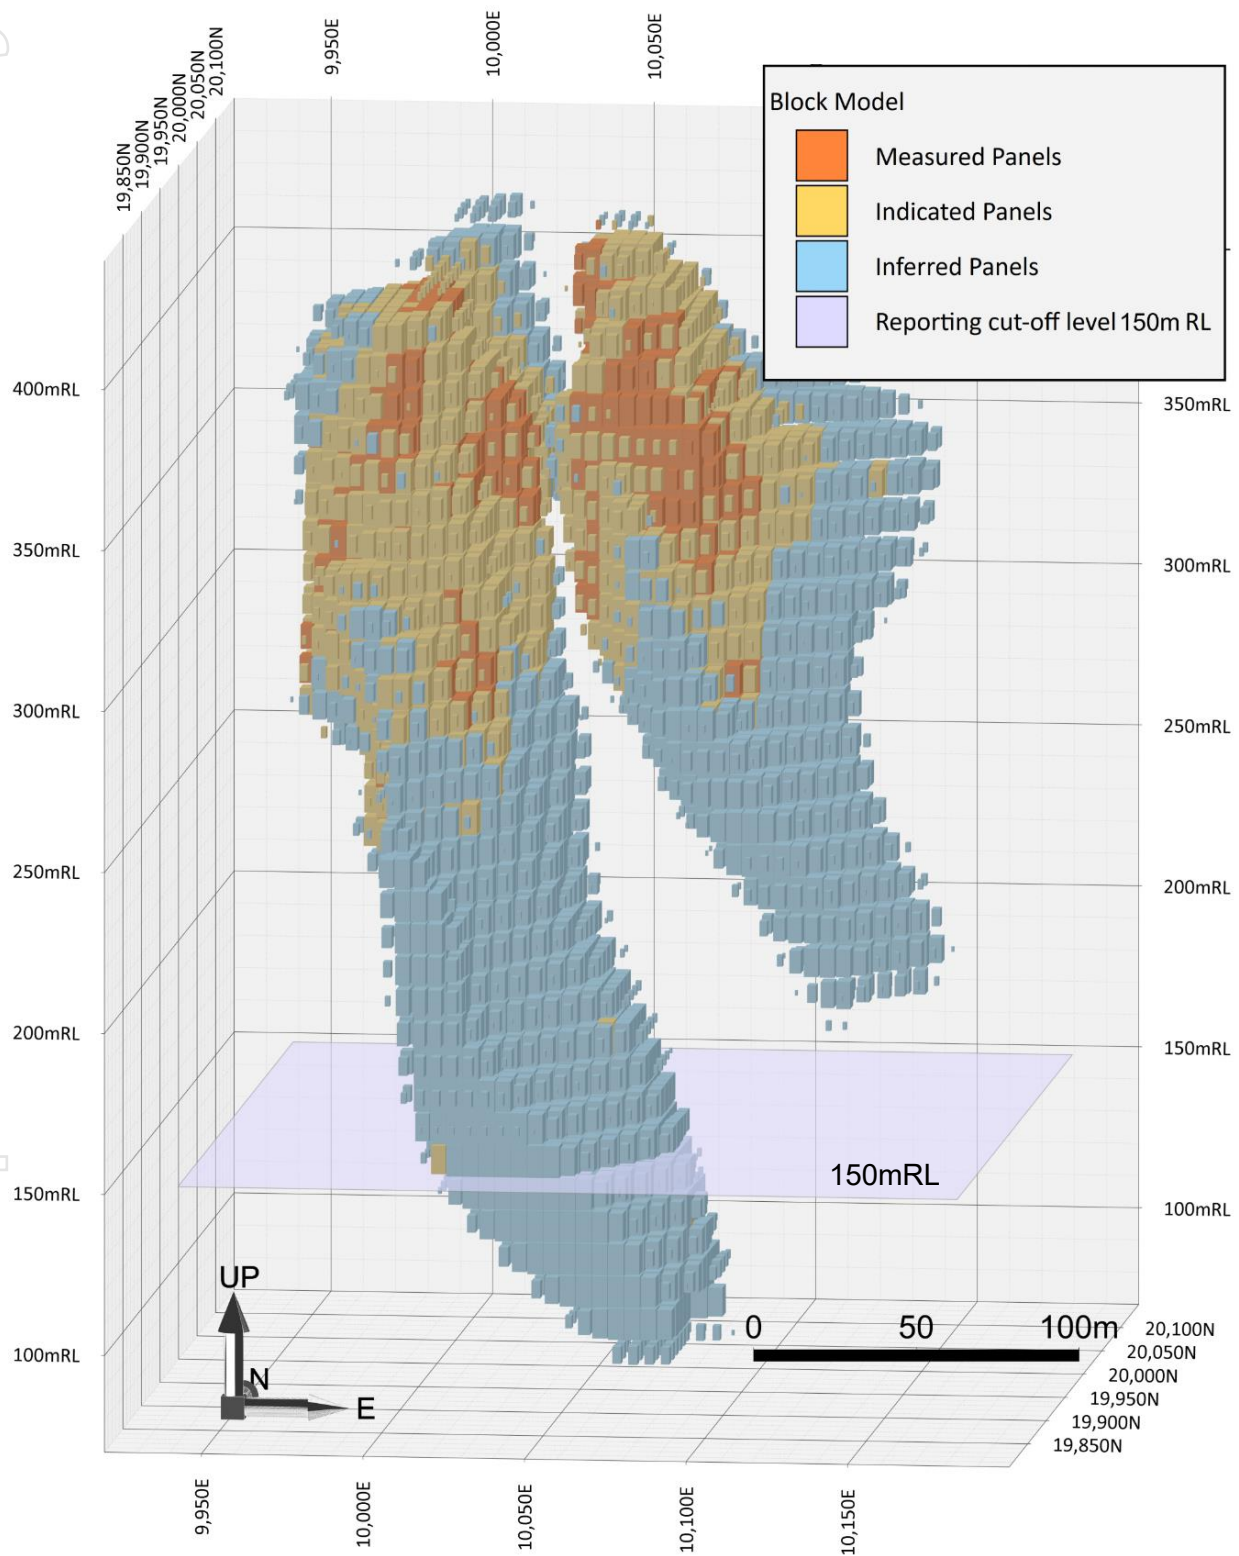 9,950E
10,000E
10,050E
20,100N
20,050N
20,000N
19,950N
19,900N
19,850N
Block Model
Measured Panels
Indicated Panels
Inferred Panels
Reporting cut-off level 150m RL
400mRL
350mRL
350mRL
300mRL
300mRL
250mRL
250mRL
200mRL
200mRL
150mRL
150mRL
150mRL
100mRL
100mRL
UP
N
E
0 50 100m
20,100N
20,050N
20,000N
19,950N
19,900N
19,850N
9,950E
10,000E
10,050E
10,100E
10,150E